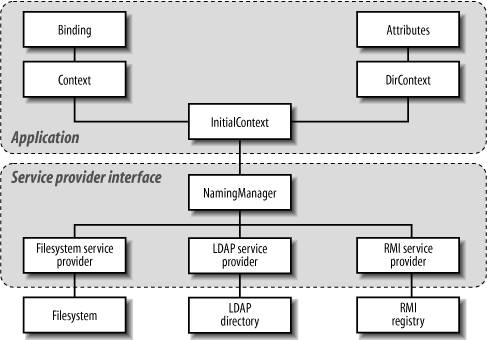 Binding
Attributes
Context
DirContext
InitialContext
Application
Service provider interface
NamingManager
Filesystem service
provider
LDAP service
provider
RMI service
provider
Filesystem
LDAP
directory
RMI
registry